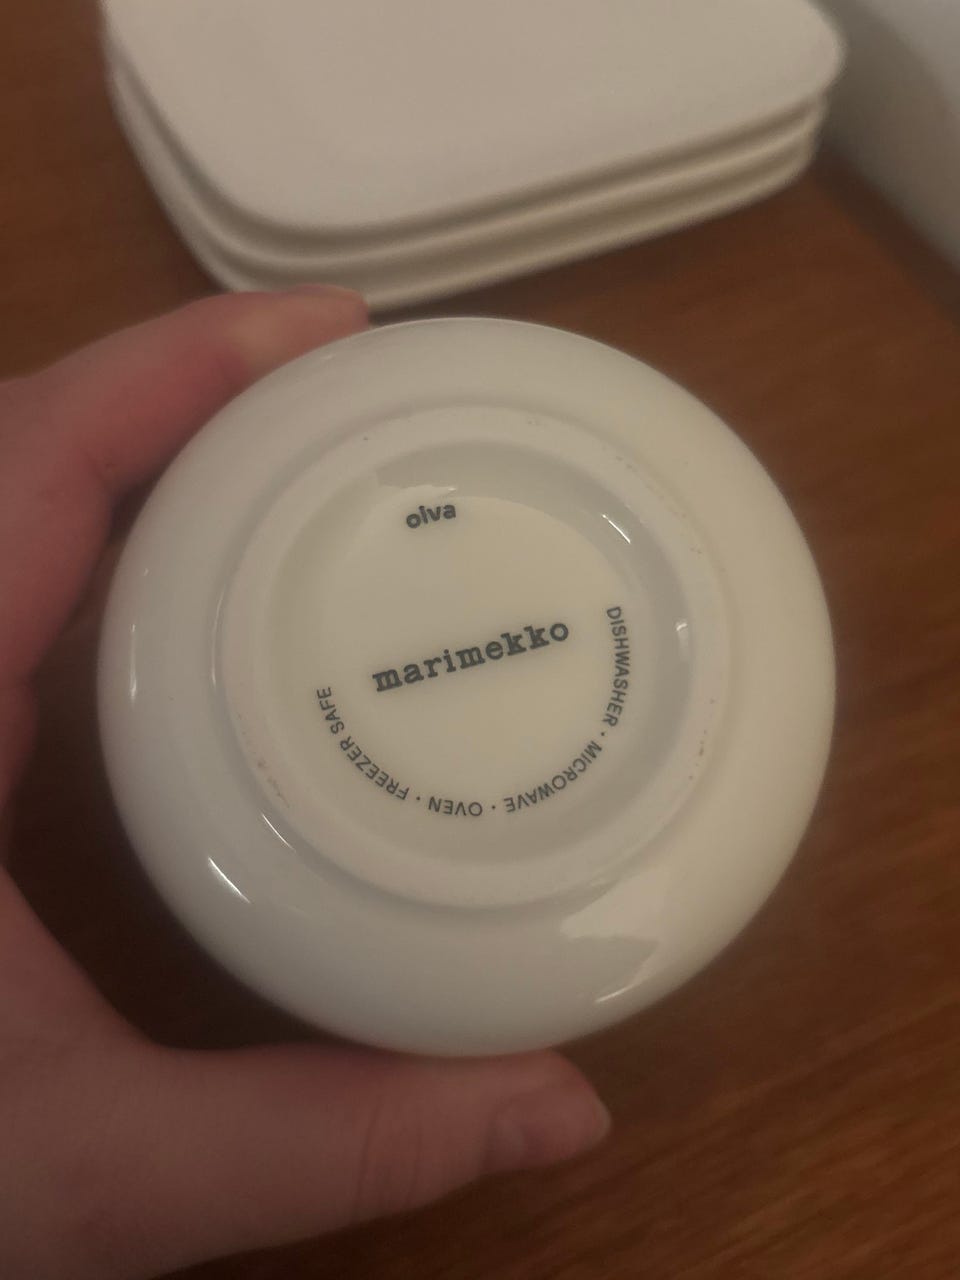 oiva
marimekko
DISHWASHER · MICROWAVE · OVEN · FREEZER SAFE